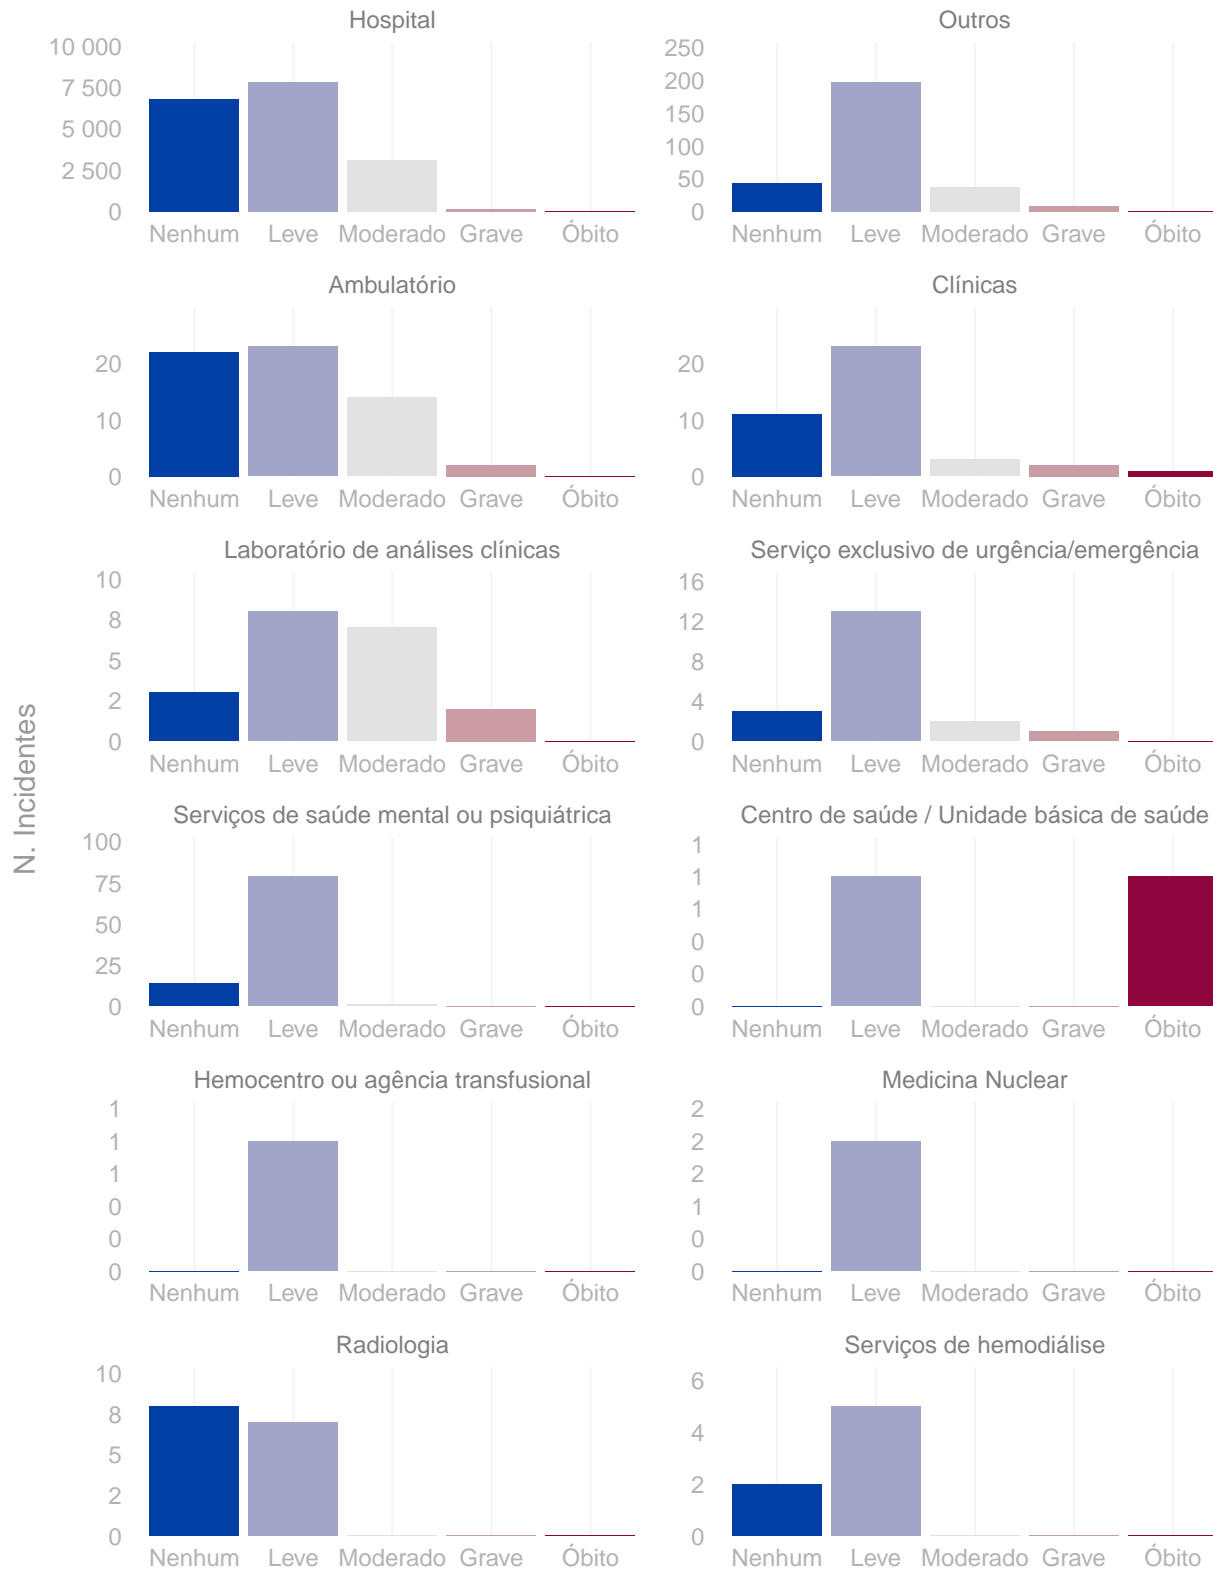 Hospital
10 000
7 500
5 000
2 500
0
Nenhum Leve Moderado Grave Óbito
Outros
250
200
150
100
50
0
Nenhum Leve Moderado Grave Óbito
Ambulatório
20
10
0
Nenhum Leve Moderado Grave Óbito
Clínicas
20
10
0
Nenhum Leve Moderado Grave Óbito
Laboratório de análises clínicas
10
8
5
2
0
Nenhum Leve Moderado Grave Óbito
Serviço exclusivo de urgência/emergência
16
12
8
4
0
Nenhum Leve Moderado Grave Óbito
N. Incidentes
Serviços de saúde mental ou psiquiátrica
100
75
50
25
0
Nenhum Leve Moderado Grave Óbito
Centro de saúde / Unidade básica de saúde
1
1
1
0
0
0
Nenhum Leve Moderado Grave Óbito
Hemocentro ou agência transfusional
1
1
1
0
0
0
Nenhum Leve Moderado Grave Óbito
Medicina Nuclear
2
2
2
1
0
0
Nenhum Leve Moderado Grave Óbito
Radiologia
10
8
5
2
0
Nenhum Leve Moderado Grave Óbito
Serviços de hemodiálise
6
4
2
0
Nenhum Leve Moderado Grave Óbito